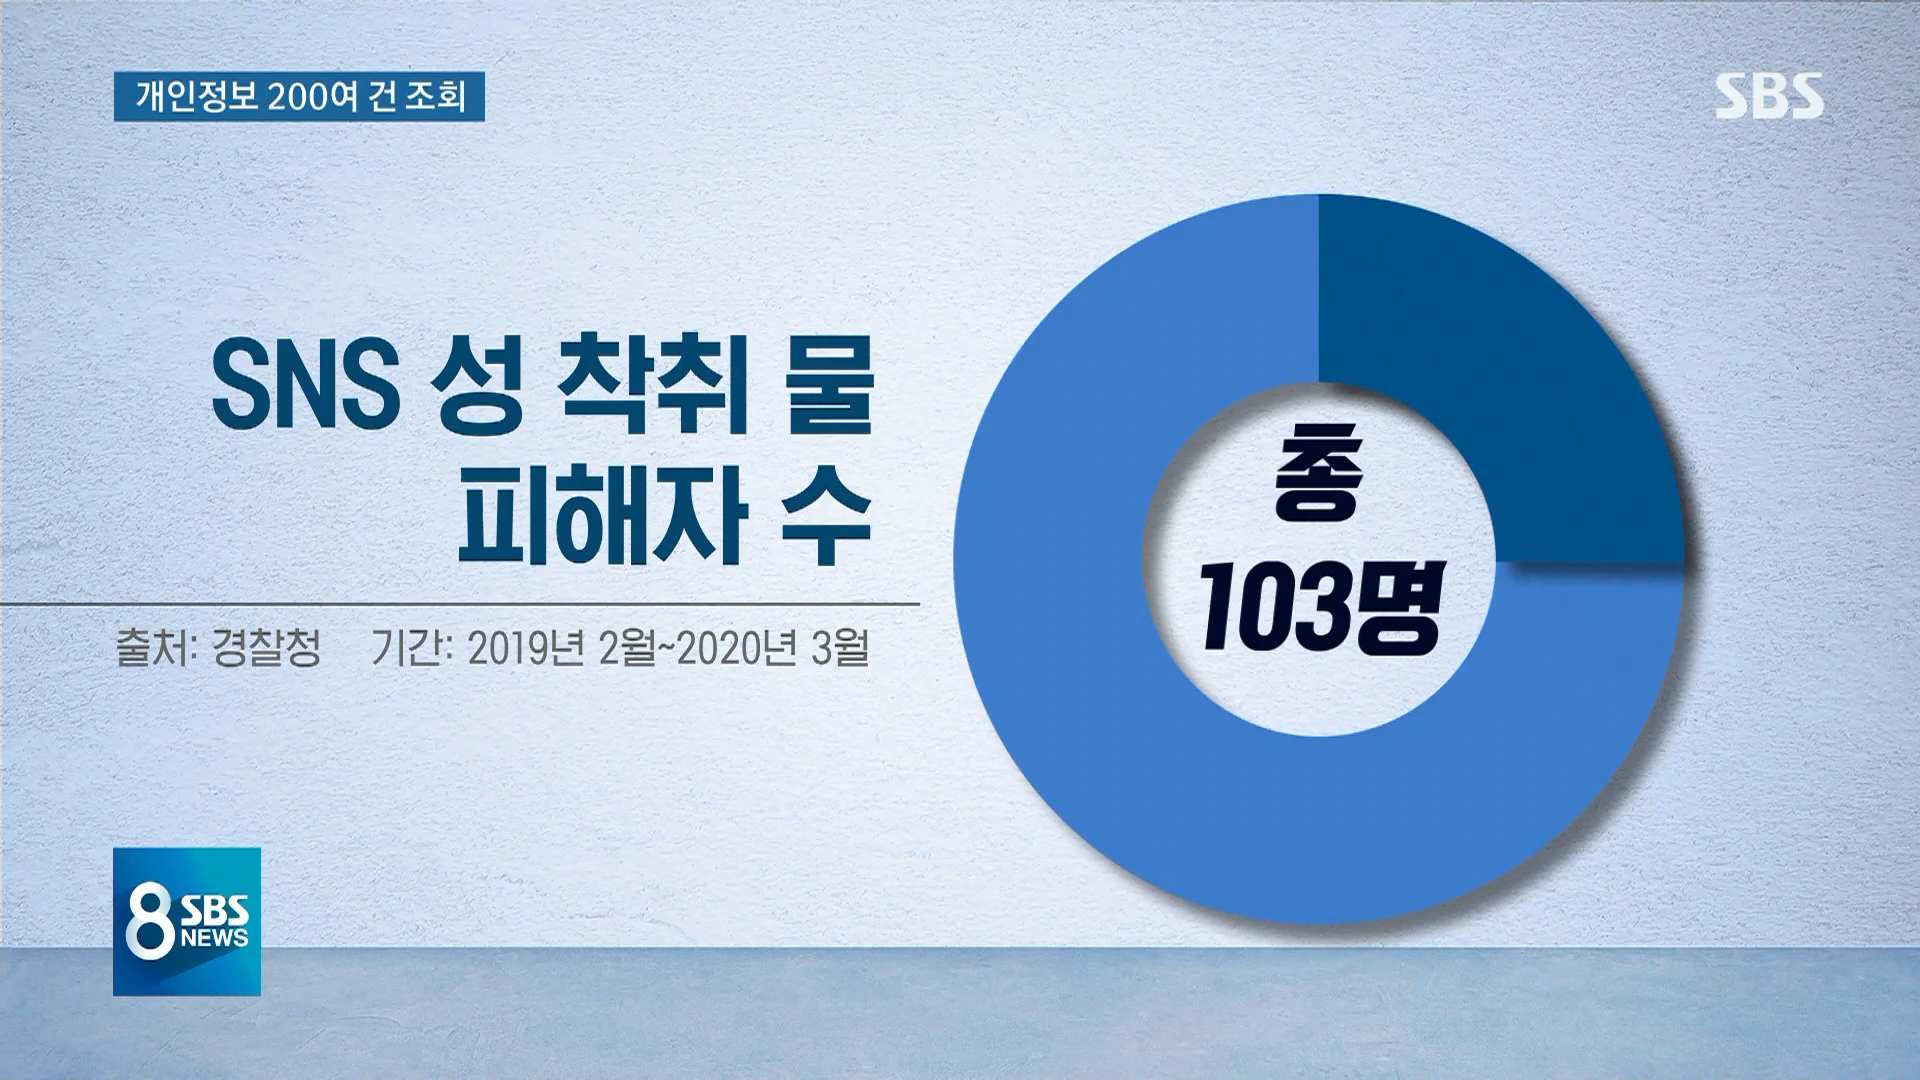 개인정보 200여 건 조회
SBS
SNS 성 착취 물
피해자 수
출처: 경찰청 기간: 2019년 2월~2020년 3월
총
103명
8 SBS
NEWS